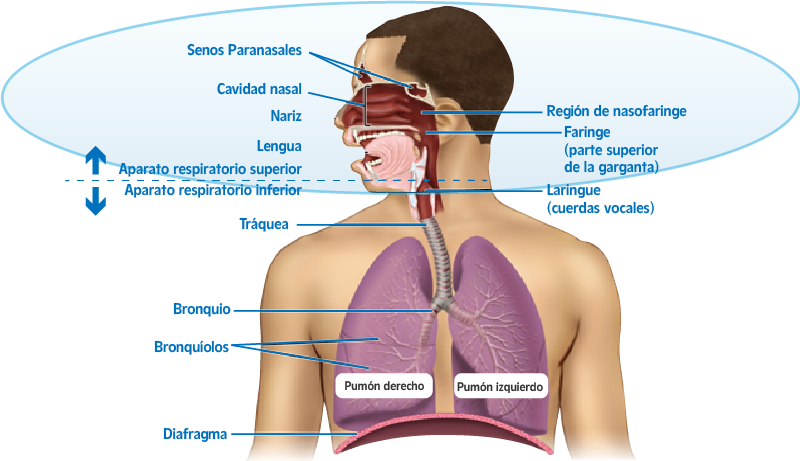 Senos Paranasales
Cavidad nasal
Nariz
Lengua
Aparato respiratorio superior
Aparato respiratorio inferior
Región de nasofaringe
Faringe
(parte superior
de la garganta)
Laringue
(cuerdas vocales)
Tráquea
Bronquio
Bronquíolos
Pumón derecho
Pumón izquierdo
Diafragma